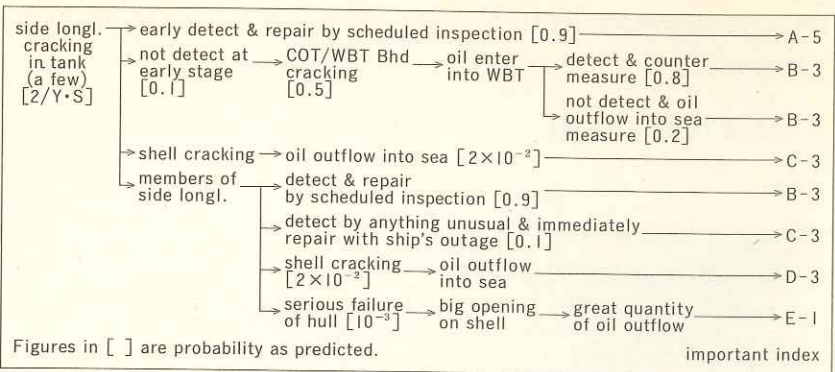 side longl. cracking in tank (a few) [2/Y·S]
early detect & repair by scheduled inspection [0.9]
A-5
not detect at early stage [0.1]
COT/WBT Bhd cracking [0.5]
oil enter into WBT
detect & counter measure [0.8]
B-3
not detect & oil outflow into sea measure [0.2]
B-3
shell cracking
oil outflow into sea [2×10⁻²]
C-3
members of side longl.
detect & repair by scheduled inspection [0.9]
B-3
detect by anything unusual & immediately repair with ship's outage [0.1]
C-3
shell cracking [2×10⁻²]
oil outflow into sea
D-3
serious failure of hull [10⁻³]
big opening on shell
great quantity of oil outflow
E-1
Figures in [ ] are probability as predicted.
important index